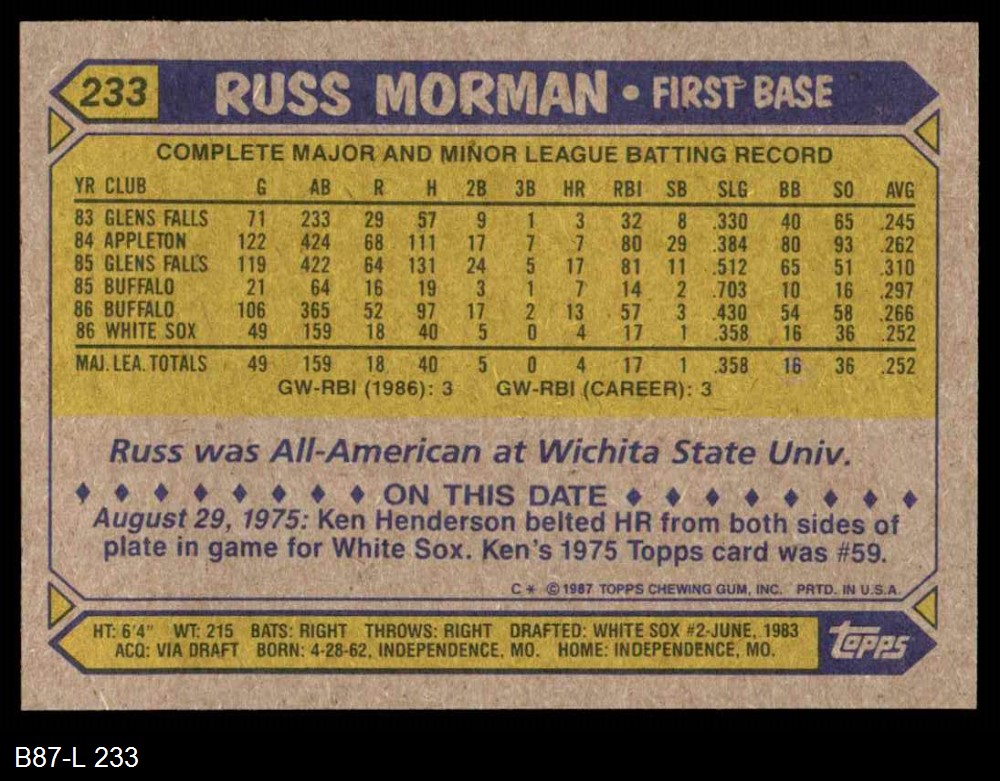 233 RUSS MORMAN • FIRST BASE
COMPLETE MAJOR AND MINOR LEAGUE BATTING RECORD
YR CLUB G AB R H 2B 3B HR RBI SB SLG BB SO AVG
83 GLENS FALLS 71 233 29 57 9 1 3 32 8 .330 40 65 .245
84 APPLETON 122 424 68 111 17 7 7 80 29 .384 80 93 .262
85 GLENS FALLS 119 422 64 131 24 5 17 81 11 .512 65 51 .310
85 BUFFALO 21 64 16 19 3 1 7 14 2 .703 10 16 .297
86 BUFFALO 106 365 52 97 17 2 13 57 3 .430 54 58 .266
86 WHITE SOX 49 159 18 40 5 0 4 17 1 .358 16 36 .252
MAJ. LEA. TOTALS 49 159 18 40 5 0 4 17 1 .358 16 36 .252
GW-RBI (1986): 3 GW-RBI (CAREER): 3
Russ was All-American at Wichita State Univ.
♦ ♦ ♦ ♦ ♦ ♦ ♦ ♦ ON THIS DATE ♦ ♦ ♦ ♦ ♦ ♦ ♦ ♦
August 29, 1975: Ken Henderson belted HR from both sides of
plate in game for White Sox. Ken's 1975 Topps card was #59.
C * © 1987 TOPPS CHEWING GUM, INC. PRTD. IN U.S.A.
HT: 6'4" WT: 215 BATS: RIGHT THROWS: RIGHT DRAFTED: WHITE SOX #2-JUNE, 1983
ACQ: VIA DRAFT BORN: 4-28-62, INDEPENDENCE, MO. HOME: INDEPENDENCE, MO.
topps
B87-L 233